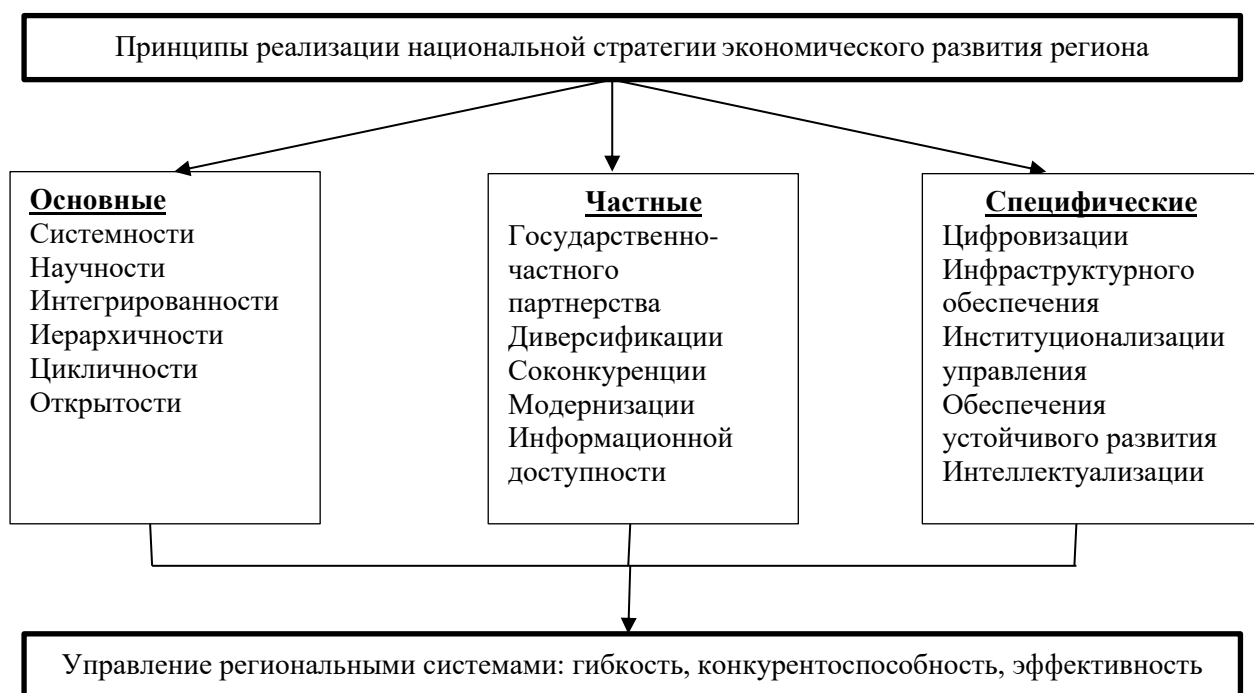 Принципы реализации национальной стратегии экономического развития региона
Основные
Системности
Научности
Интегрированности
Иерархичности
Цикличности
Открытости
Частные
Государственно-
частного
партнерства
Диверсификации
Соконкуренции
Модернизации
Информационной
доступности
Специфические
Цифровизации
Инфраструктурного
обеспечения
Институционализации
управления
Обеспечения
устойчивого развития
Интеллектуализации
Управление региональными системами: гибкость, конкурентоспособность, эффективность